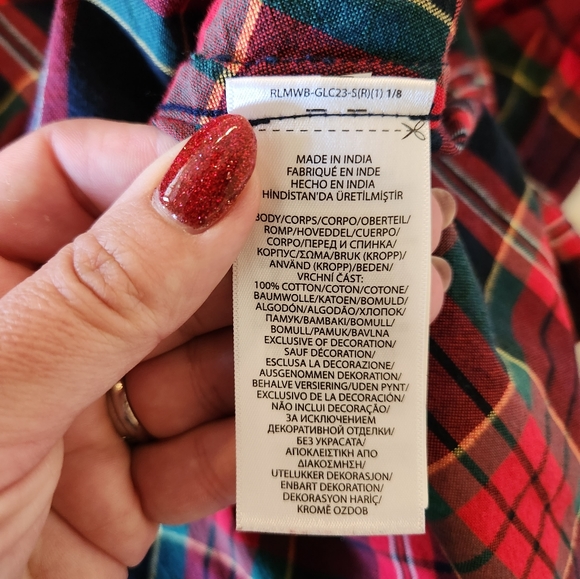 RLMWB-GLC23-S(R)(1) 1/8
MADE IN INDIA
FABRIQUÉ EN INDE
HECHO EN INDIA
HİNDİSTAN'DA ÜRETİLMİŞTİR
BODY/CORPS/CORPO/OBERTEIL/
ROMP/HOVEDDEL/CUERPO/
CORPO/ПЕРЕД И СПИНКА/
КОРПУС/ΣΩΜΑ/BRUK (KROPP)/
ANVÄND (KROPP)/BEDEN/
VRCHNÍ ČÁST:
100% COTTON/COTON/COTONE/
BAUMWOLLE/KATOEN/BOMULD/
ALGODÓN/ALGODÃO/ХЛОПОК/
ПАМУК/ΒΑΜΒΑΚΙ/BOMULL/
BOMULL/PAMUK/BAVLNA
EXCLUSIVE OF DECORATION/
SAUF DÉCORATION/
ESCLUSA LA DECORAZIONE/
AUSGENOMMEN DEKORATION/
BEHALVE VERSIERING/UDEN PYNT/
EXCLUSIVO DE LA DECORACIÓN/
NÃO INCLUI DECORAÇÃO/
ЗА ИСКЛЮЧЕНИЕМ
ДЕКОРАТИВНОЙ ОТДЕЛКИ/
БЕЗ УКРАСАТА/
ΑΠΟΚΛΕΙΣΤΙΚΗ ΑΠΟ
ΔΙΑΚΟΣΜΗΣΗ/
UTELUKKER DEKORASJON/
ENBART DEKORATION/
DEKORASYON HARİÇ/
KROMĚ OZDOB